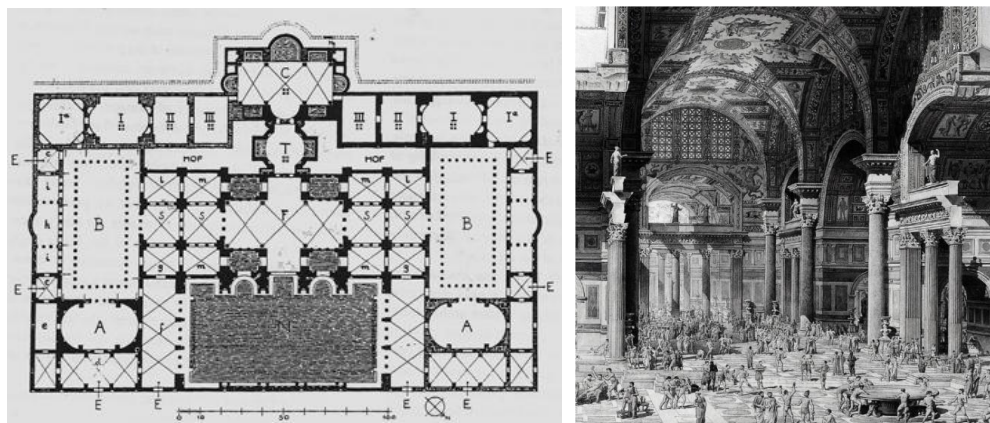 C
Iª I II III III II I Iª
E c T E
HOF HOF
i l m m l
B h S S F S S B
i g m m g
E c E
A N A
e f
d
E E E E
0 10 50 100